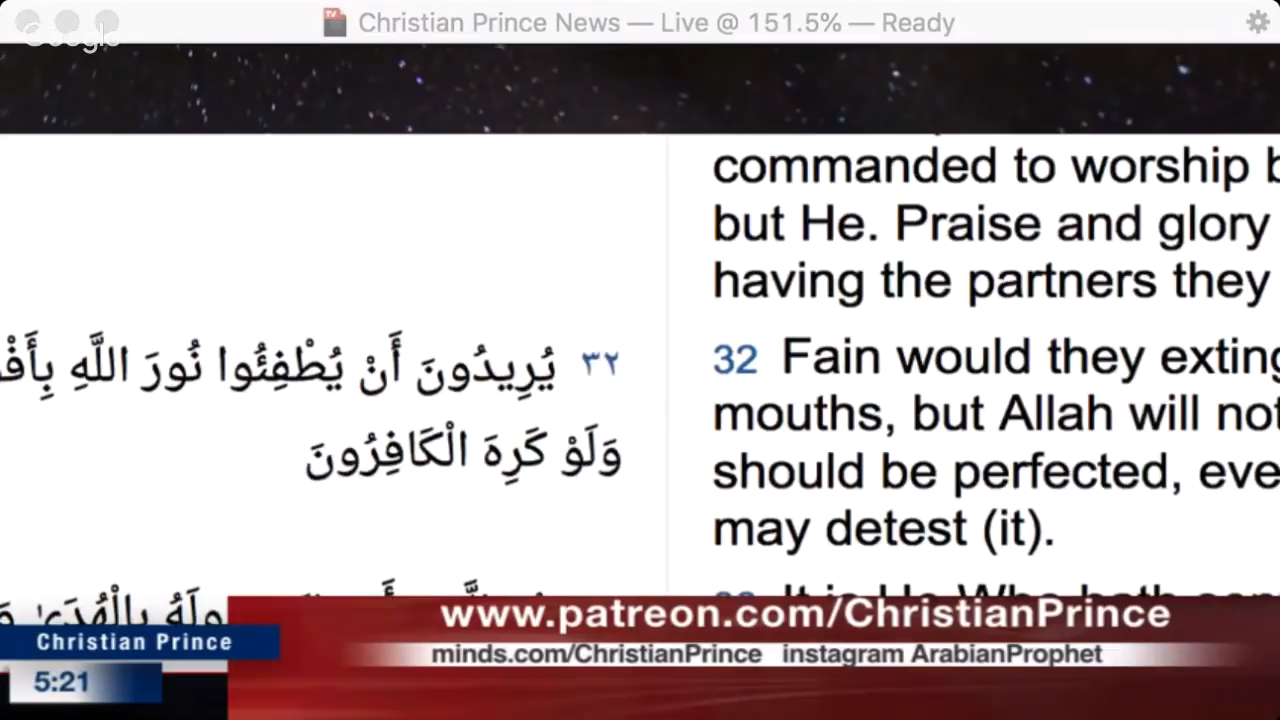 Christian Prince News — Live @ 151.5% — Ready
Google
commanded to worship
but He. Praise and glory
having the partners they
٣٢ يُرِيدُونَ أَنْ يُطْفِئُوا نُورَ اللَّهِ
وَلَوْ كَرِهَ الْكَافِرُونَ
32 Fain would they exting
mouths, but Allah will not
should be perfected, eve
may detest (it).
www.patreon.com/ChristianPrince
Christian Prince
minds.com/ChristianPrince instagram ArabianProphet
5:21